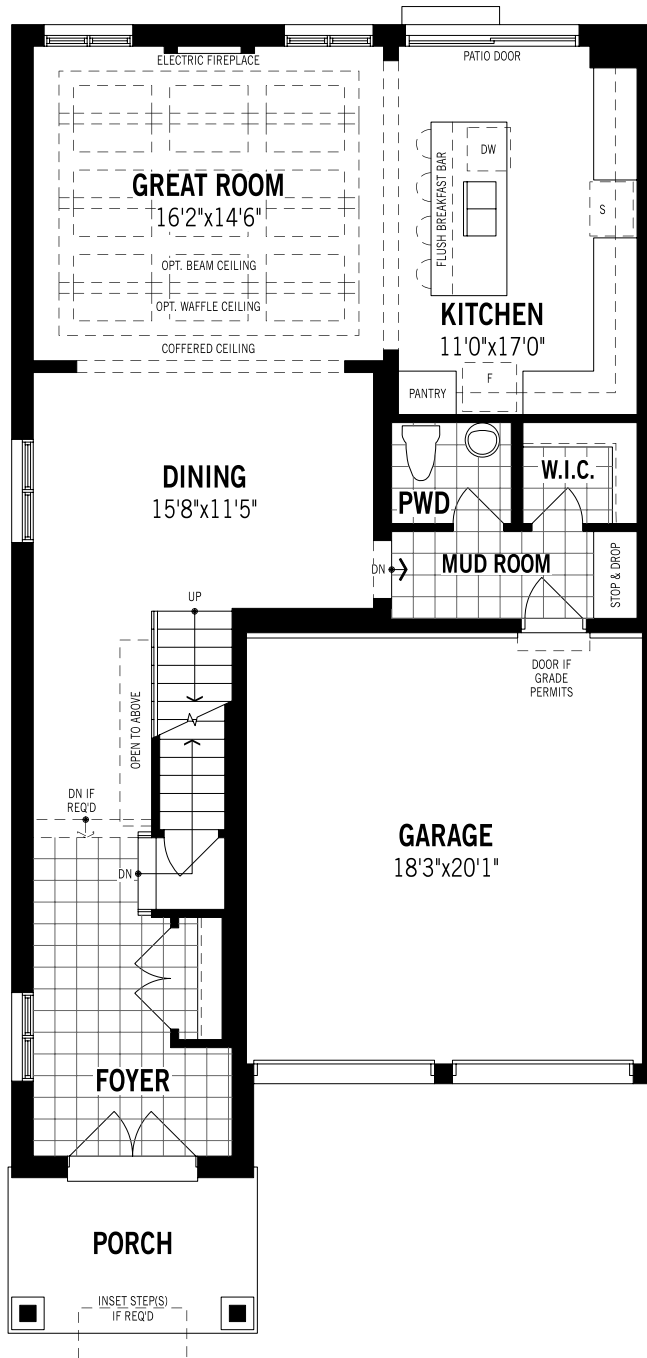 ELECTRIC FIREPLACE
PATIO DOOR
GREAT ROOM
16'2"x14'6"
OPT. BEAM CEILING
OPT. WAFFLE CEILING
COFFERED CEILING
FLUSH BREAKFAST BAR
DW
S
KITCHEN
11'0"x17'0"
F
PANTRY
DINING
15'8"x11'5"
PWD
W.I.C.
DN
MUD ROOM
STOP & DROP
UP
DOOR IF
GRADE
PERMITS
OPEN TO ABOVE
DN IF
REQ'D
GARAGE
18'3"x20'1"
DN
FOYER
PORCH
INSET STEP(S)
IF REQ'D